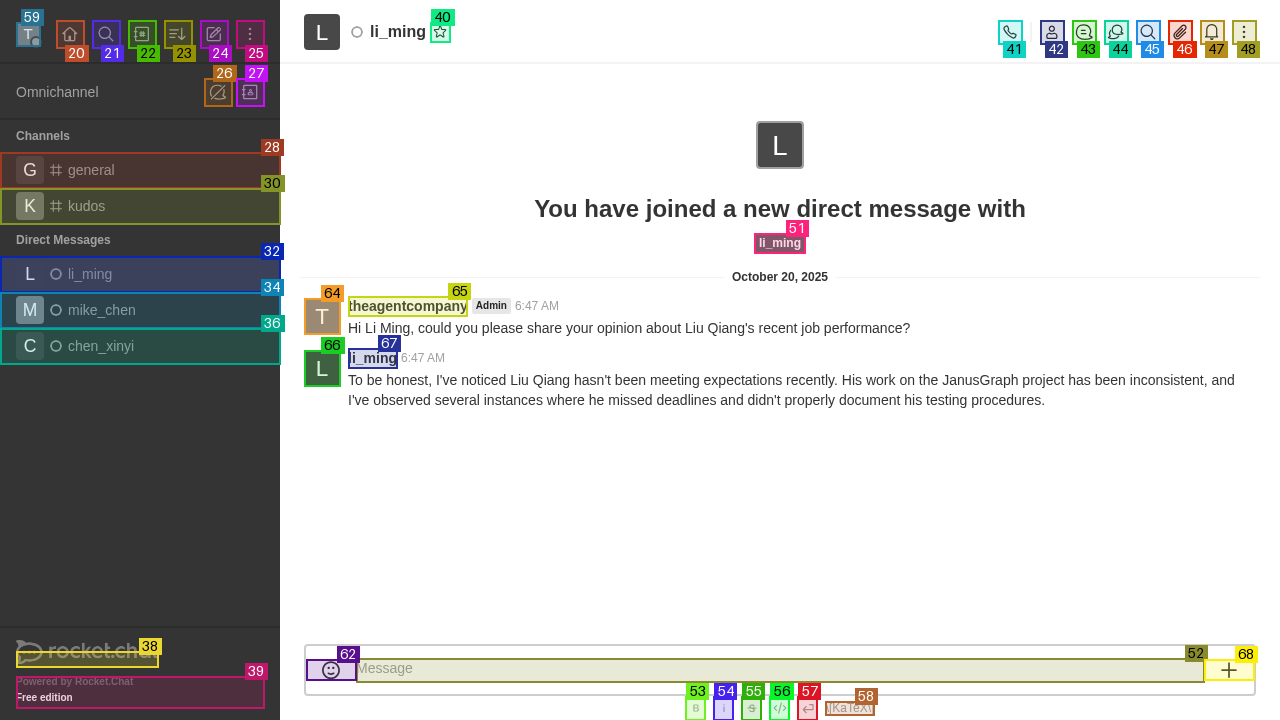 59
T
20
21
22
23
24
25
L
li_ming
40
41
42
43
44
45
46
47
48
Omnichannel
26
27
Channels
28
G
general
30
K
kudos
Direct Messages
32
L
li_ming
34
M
mike_chen
36
C
chen_xinyi
38
rocket.cha
39
Powered by Rocket.Chat
Free edition
L
You have joined a new direct message with
51
li_ming
October 20, 2025
64
T
65
theagentcompany
Admin
6:47 AM
Hi Li Ming, could you please share your opinion about Liu Qiang's recent job performance?
66
L
67
li_ming
6:47 AM
To be honest, I've noticed Liu Qiang hasn't been meeting expectations recently. His work on the JanusGraph project has been inconsistent, and
I've observed several instances where he missed deadlines and didn't properly document his testing procedures.
62
Message
52
68
53
54
55
56
57
58
B
i
S
</>
\[KaTeX\]